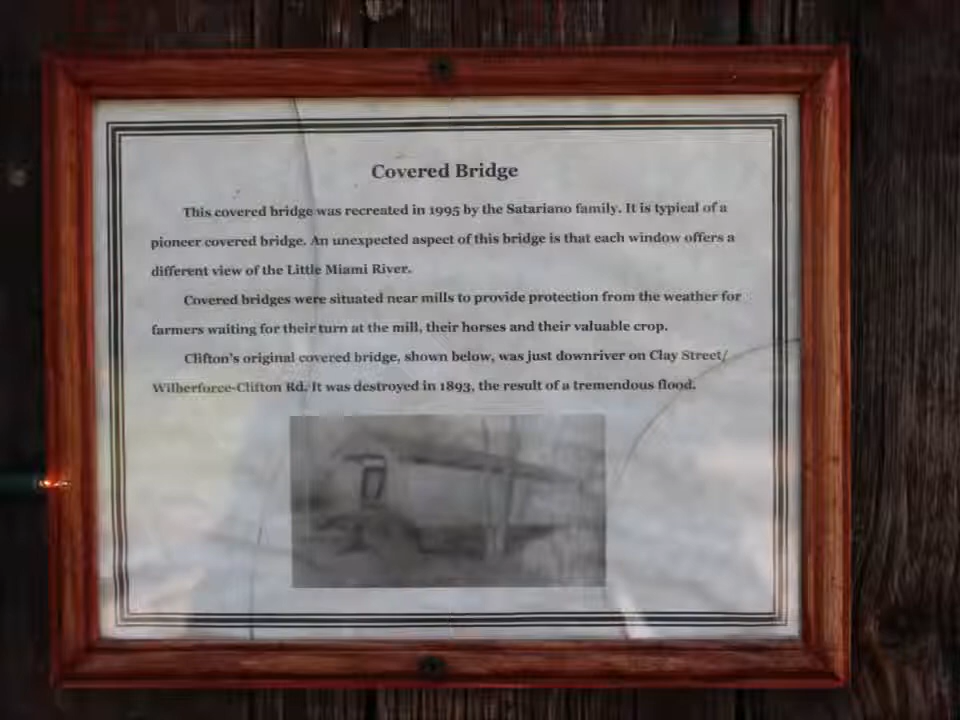 Covered Bridge
This covered bridge was recreated in 1995 by the Satariano family. It is typical of a
pioneer covered bridge. An unexpected aspect of this bridge is that each window offers a
different view of the Little Miami River.
Covered bridges were situated near mills to provide protection from the weather for
farmers waiting for their turn at the mill, their horses and their valuable crop.
Clifton's original covered bridge, shown below, was just downriver on Clay Street/
Wilberforce-Clifton Rd. It was destroyed in 1893, the result of a tremendous flood.